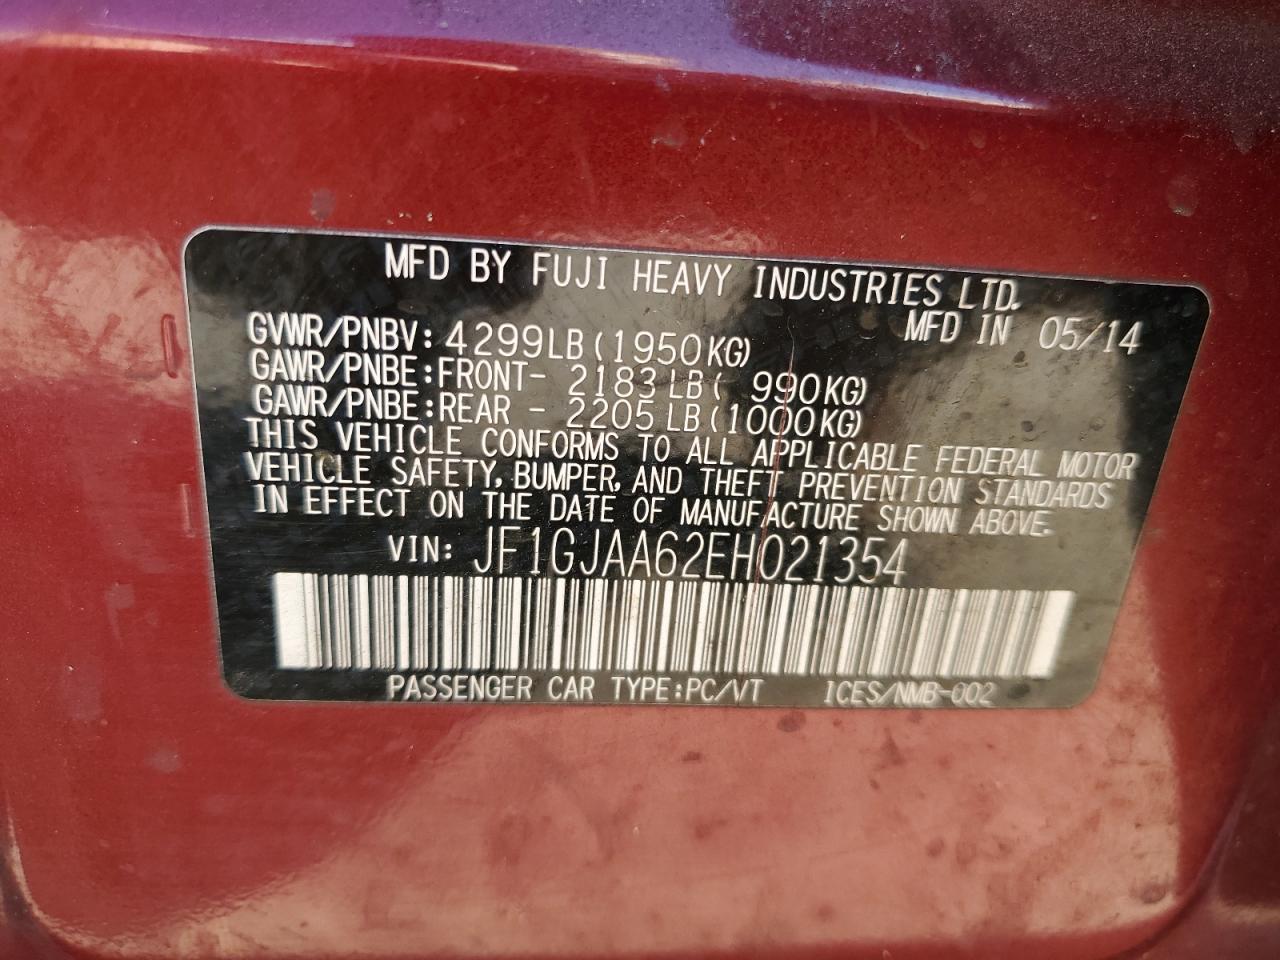 MFD BY FUJI HEAVY INDUSTRIES LTD.
MFD IN 05/14
GVWR/PNBV: 4299LB (1950KG)
GAWR/PNBE:FRONT- 2183 LB ( 990KG)
GAWR/PNBE:REAR - 2205 LB (1000KG)
THIS VEHICLE CONFORMS TO ALL APPLICABLE FEDERAL MOTOR
VEHICLE SAFETY, BUMPER, AND THEFT PREVENTION STANDARDS
IN EFFECT ON THE DATE OF MANUFACTURE SHOWN ABOVE.
VIN: JF1GJAA62EH021354
PASSENGER CAR TYPE:PC/VT ICES/NMB-002